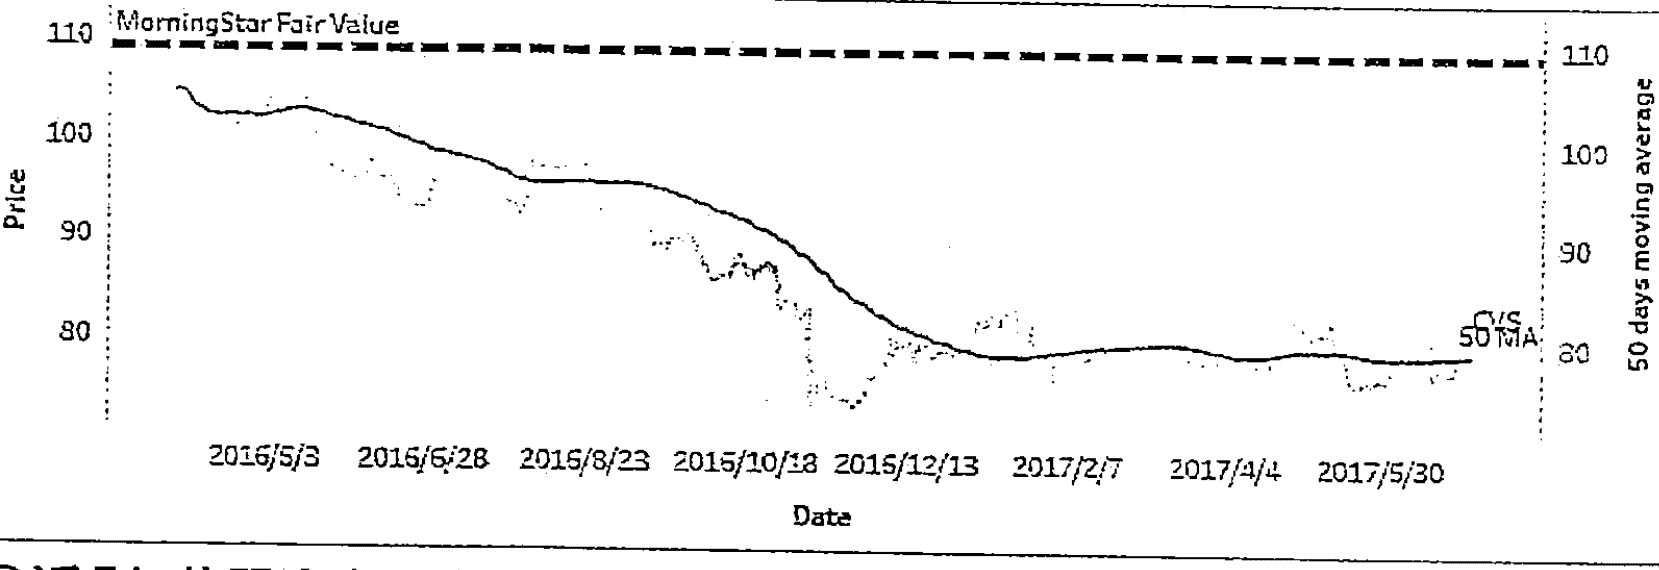 MorningStar Fair Value
110
100
90
80
Price
110
100
90
80
50 days moving average
CVS
50 MA
2016/5/3 2016/6/28 2016/8/23 2016/10/18 2016/12/13 2017/2/7 2017/4/4 2017/5/30
Date